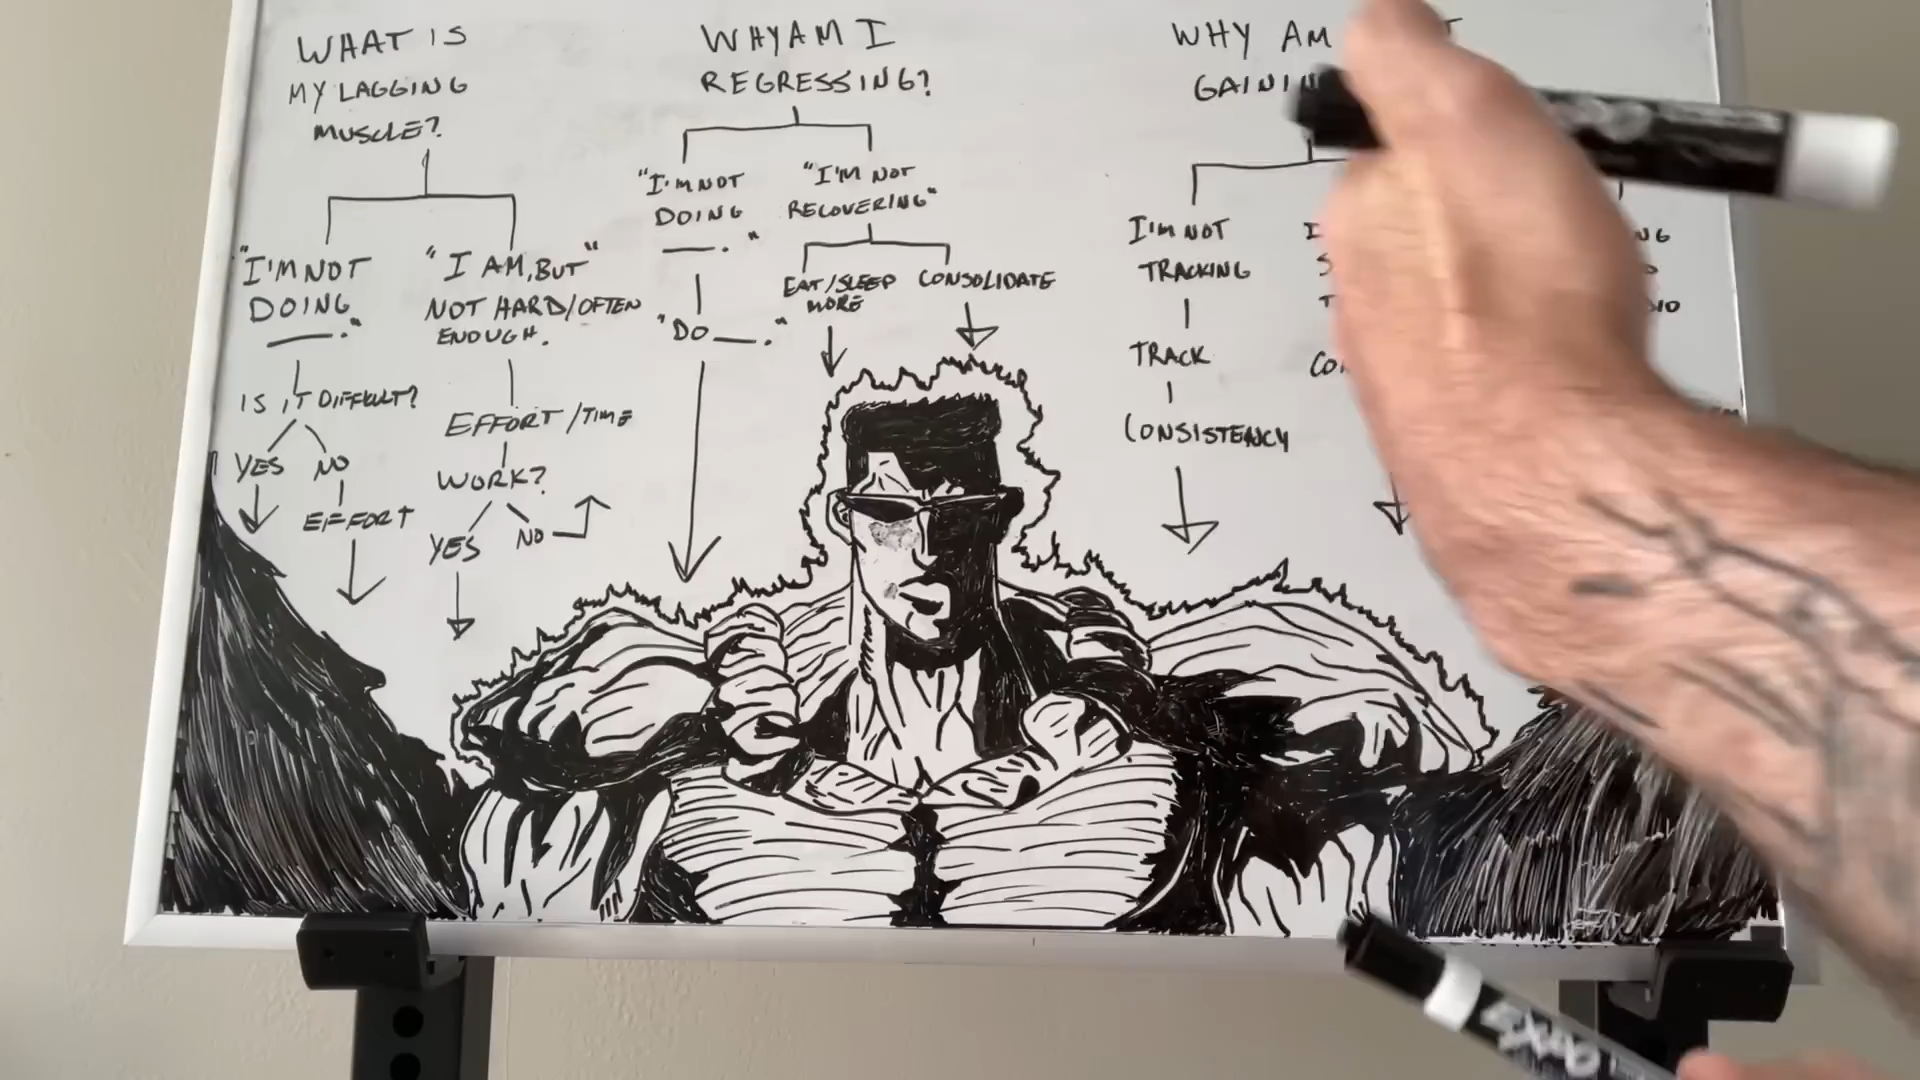 WHAT IS
MY LAGGING
MUSCLE?
"I'M NOT
DOING
___."
IS IT DIFFICULT?
YES NO
EFFORT
"I AM, BUT"
NOT HARD/OFTEN
ENOUGH.
EFFORT/TIME
WORK?
YES NO
WHY AM I
REGRESSING?
"I'M NOT
DOING
___."
"DO ___."
"I'M NOT
RECOVERING"
EAT/SLEEP
MORE
CONSOLIDATE
WHY AM
I'M NOT
TRACKING
TRACK
CONSISTENCY
EXPO